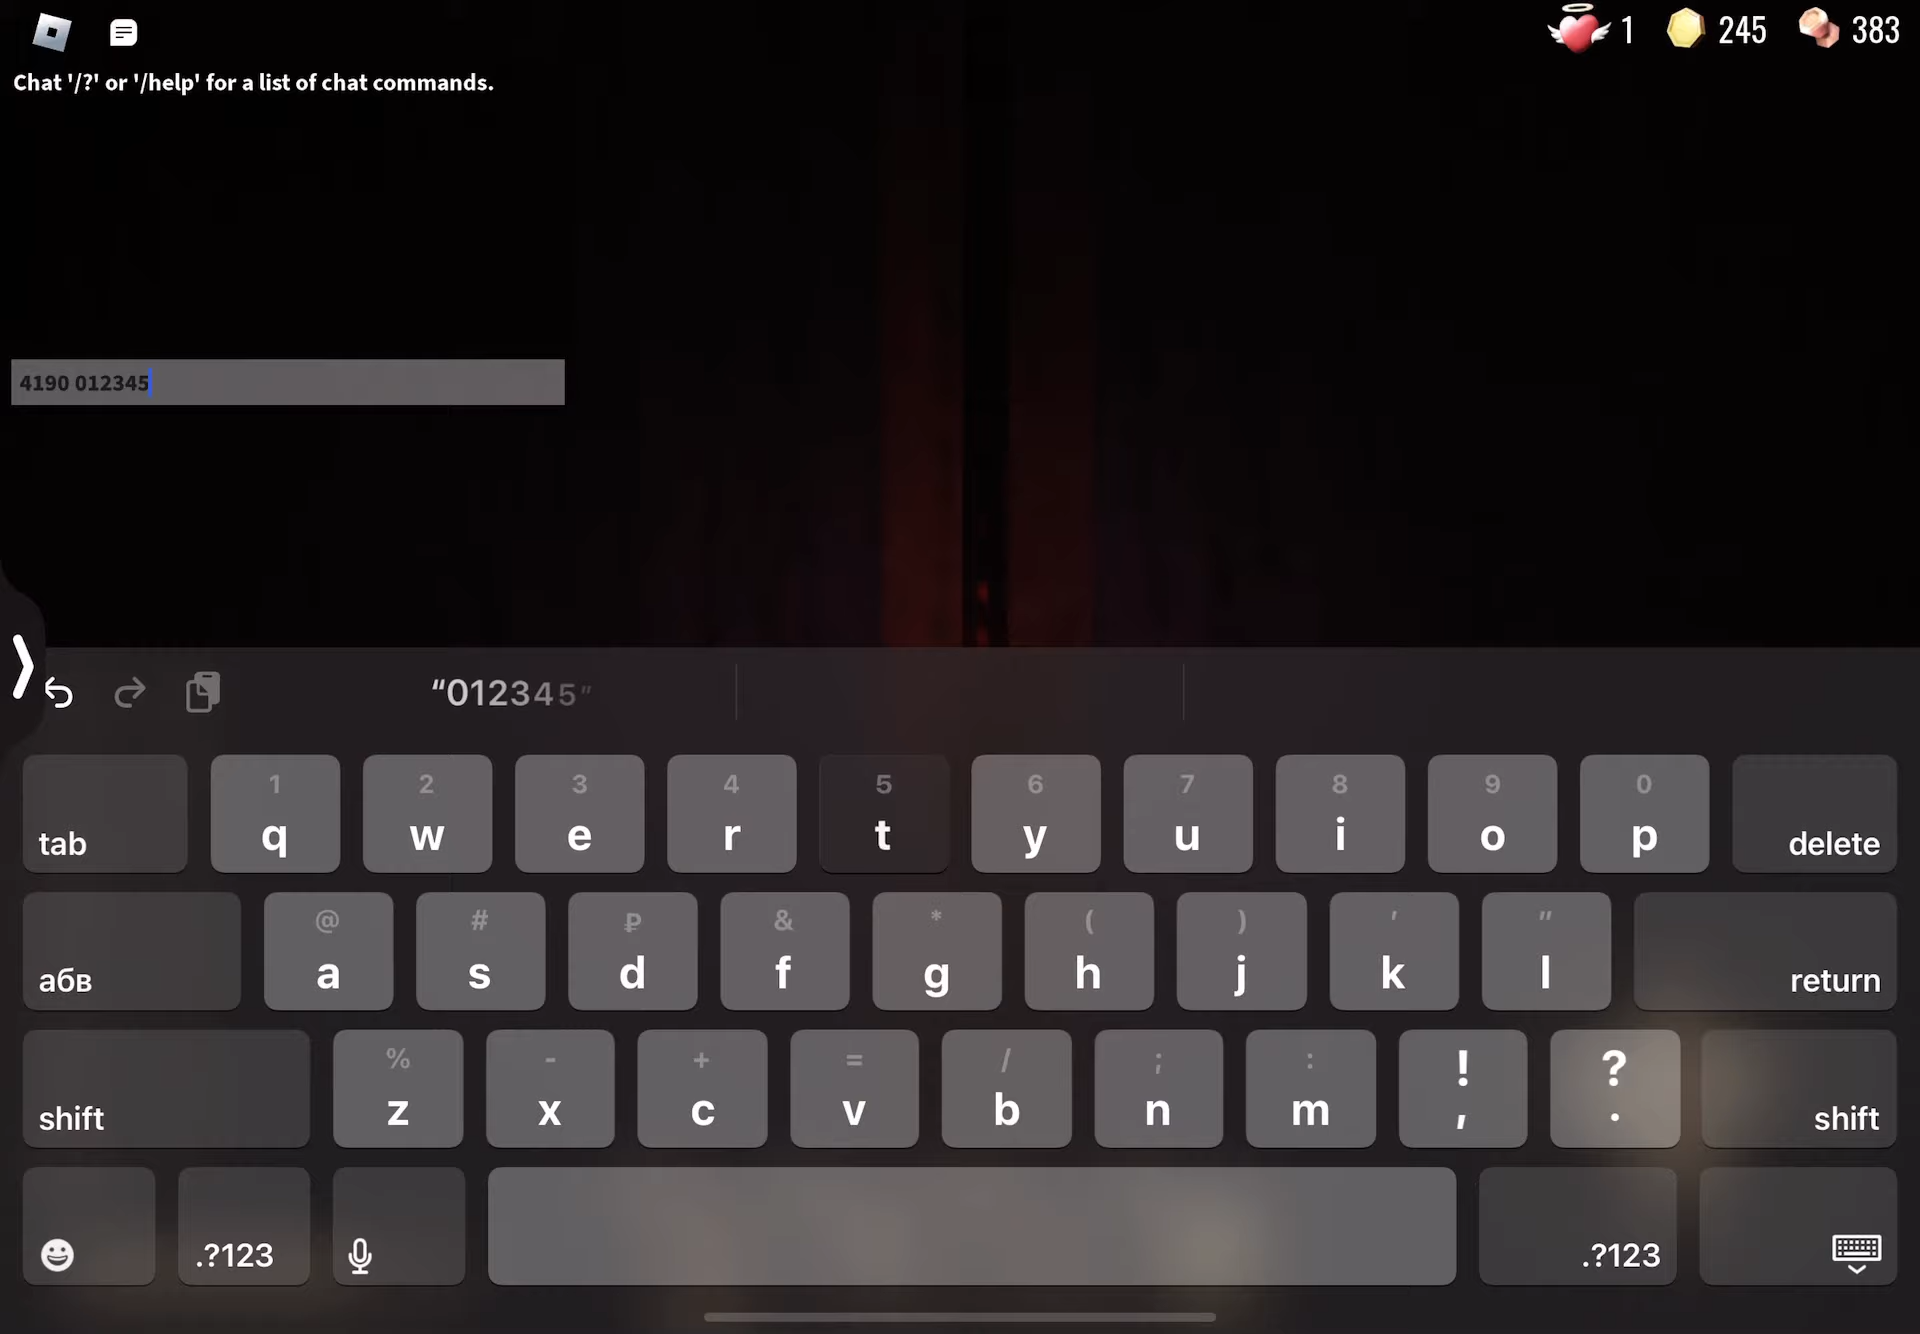 1 245 383
Chat '/?' or '/help' for a list of chat commands.
4190 012345
“012345”
1 2 3 4 5 6 7 8 9 0
tab q w e r t y u i o p delete
@ # ₽ & * ( ) ' "
абв a s d f g h j k l return
% - + = / ; : ! ?
shift z x c v b n m , . shift
.?123 .?123